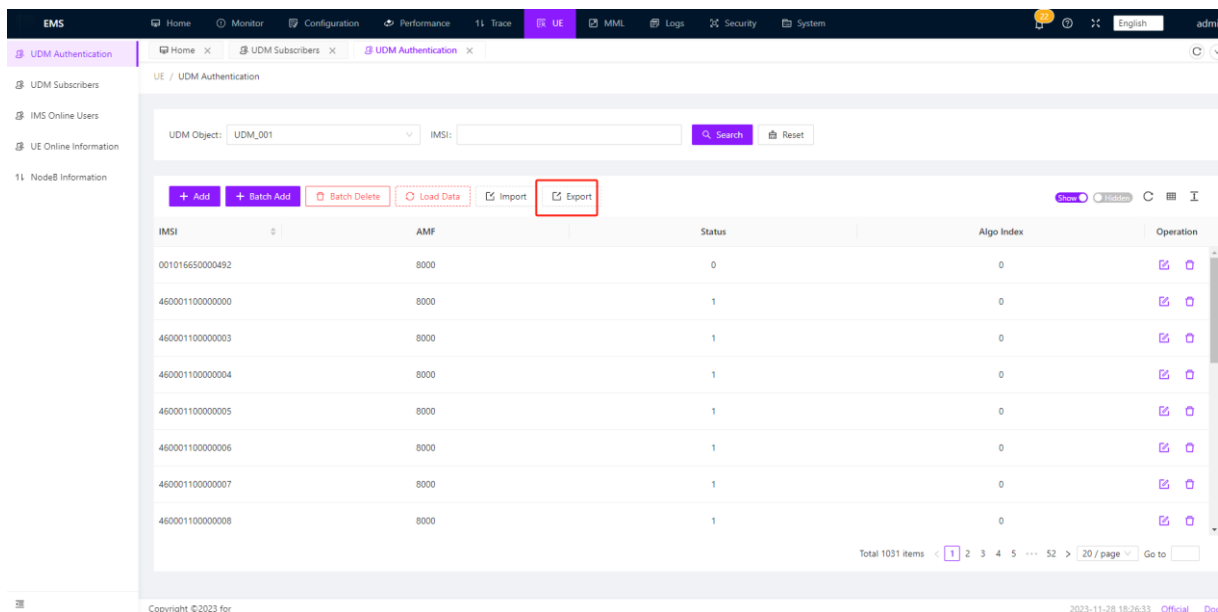 EMS Home Monitor Configuration Performance 1↓ Trace UE MML Logs Security System 22 English
UDM Authentication
UDM Subscribers
IMS Online Users
UE Online Information
NodeB Information
Home × UDM Subscribers × UDM Authentication ×
UE / UDM Authentication
UDM Object: UDM_001 IMSI: Search Reset
+ Add + Batch Add Batch Delete Load Data Import Export Show Hidden
IMSI AMF Status Algo Index Operation
001016650000492 8000 0 0
460001100000000 8000 1 0
460001100000003 8000 1 0
460001100000004 8000 1 0
460001100000005 8000 1 0
460001100000006 8000 1 0
460001100000007 8000 1 0
460001100000008 8000 1 0
Total 1031 items < 1 2 3 4 5 ··· 52 > 20 / page Go to
Copyright ©2023 for 2023-11-28 18:26:33 Official